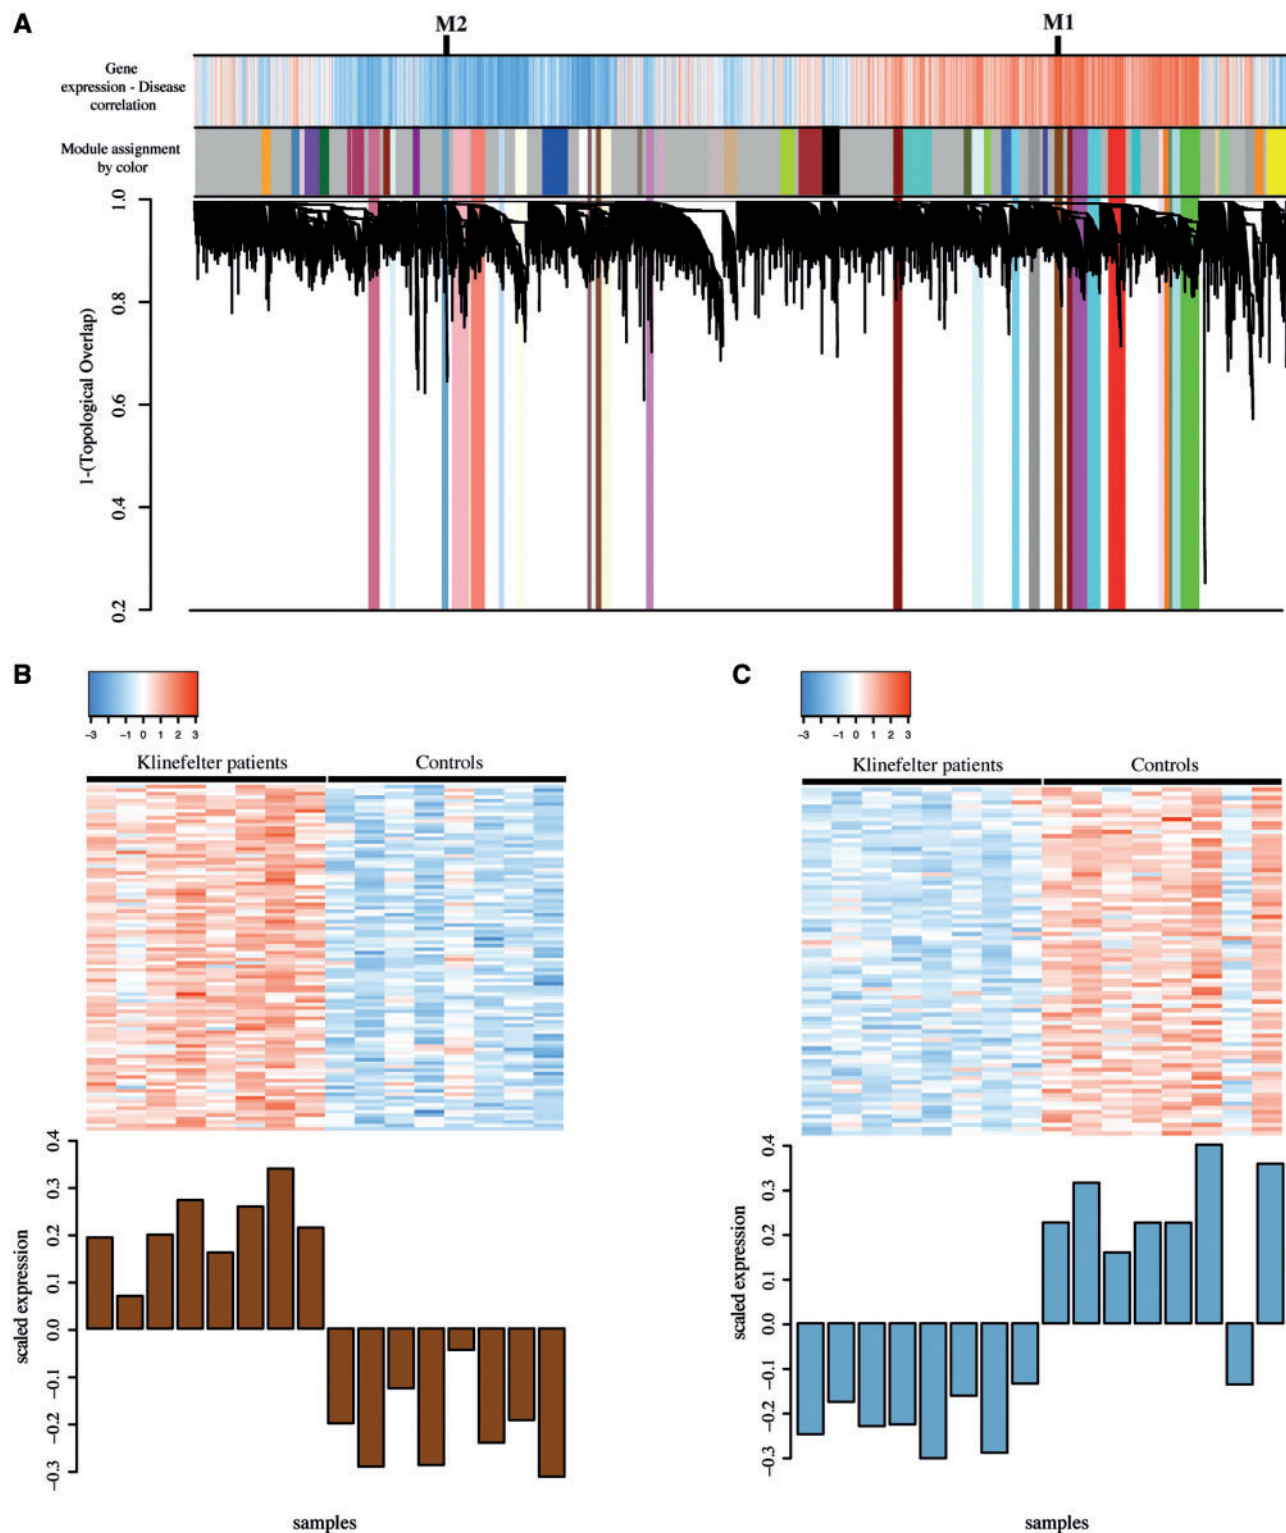 A
M2
M1
Gene
expression - Disease
correlation
Module assignment
by color
1-(Topological Overlap)
1.0
0.8
0.6
0.4
0.2
B
-3 -1 0 1 2 3
Klinefelter patients Controls
scaled expression
0.4
0.3
0.2
0.1
0.0
-0.1
-0.2
-0.3
samples
C
-3 -1 0 1 2 3
Klinefelter patients Controls
scaled expression
0.4
0.3
0.2
0.1
0.0
-0.1
-0.2
-0.3
samples